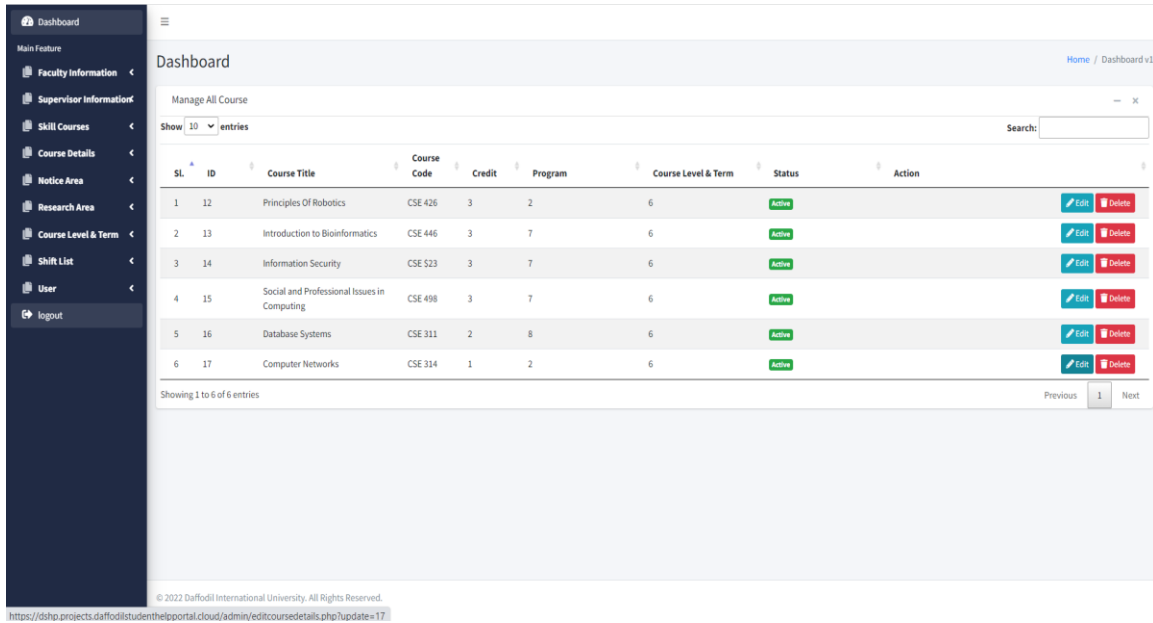 Dashboard
Main Feature
Faculty Information
Supervisor Information
Skill Courses
Course Details
Notice Area
Research Area
Course Level & Term
Shift List
User
logout
Dashboard
Home / Dashboard v1
Manage All Course
Show 10 entries
Search:
Sl. ID Course Title Course Code Credit Program Course Level & Term Status Action
1 12 Principles Of Robotics CSE 426 3 2 6 Active Edit Delete
2 13 Introduction to Bioinformatics CSE 446 3 7 6 Active Edit Delete
3 14 Information Security CSE S23 3 7 6 Active Edit Delete
4 15 Social and Professional Issues in Computing CSE 498 3 7 6 Active Edit Delete
5 16 Database Systems CSE 311 2 8 6 Active Edit Delete
6 17 Computer Networks CSE 314 1 2 6 Active Edit Delete
Showing 1 to 6 of 6 entries
Previous 1 Next
© 2022 Daffodil International University. All Rights Reserved.
https://dshp.projects.daffodilstudenthelpportal.cloud/admin/editcoursedetails.php?update=17